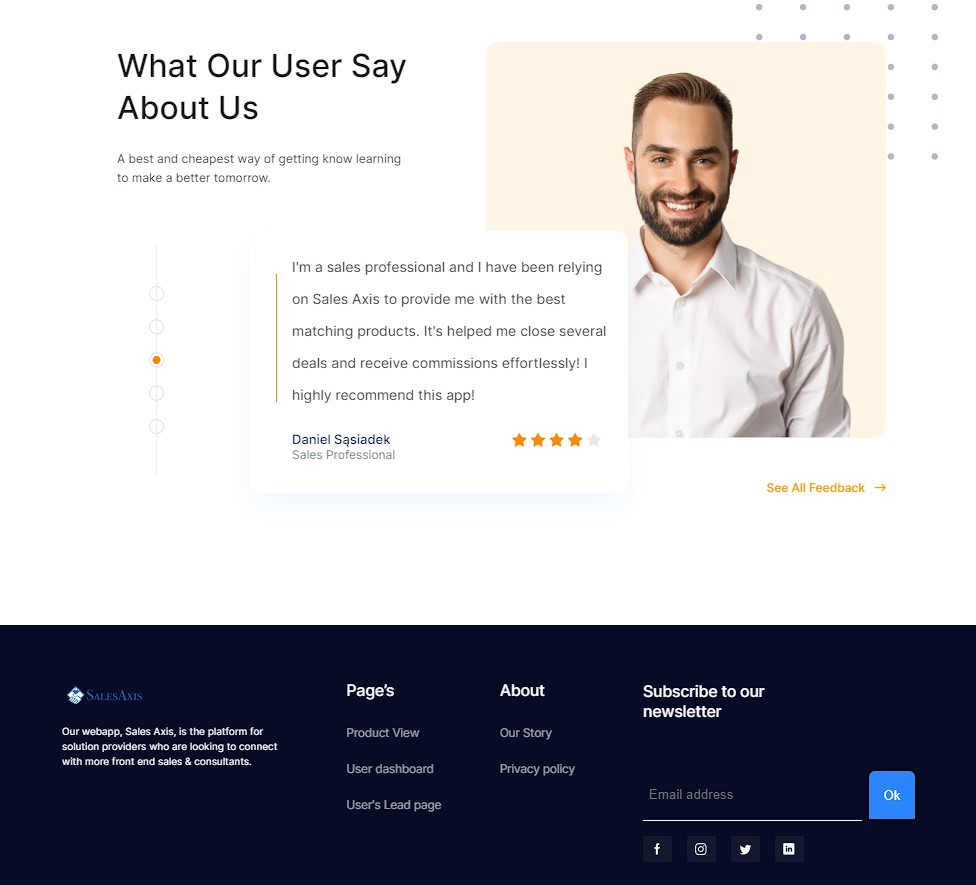 What Our User Say
About Us
A best and cheapest way of getting know learning
to make a better tomorrow.
I'm a sales professional and I have been relying
on Sales Axis to provide me with the best
matching products. It's helped me close several
deals and receive commissions effortlessly! I
highly recommend this app!
Daniel Sąsiadek
Sales Professional
See All Feedback →
SALESAXIS
Our webapp, Sales Axis, is the platform for
solution providers who are looking to connect
with more front end sales & consultants.
Page's
Product View
User dashboard
User's Lead page
About
Our Story
Privacy policy
Subscribe to our
newsletter
Email address
Ok